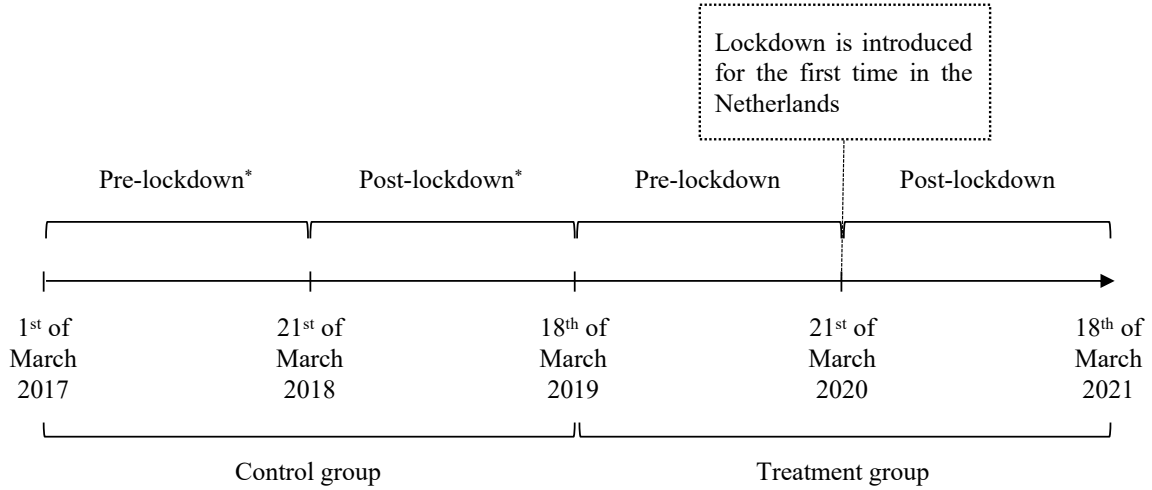 Lockdown is introduced
for the first time in the
Netherlands
Pre-lockdown*
Post-lockdown*
Pre-lockdown
Post-lockdown
1st of
March
2017
21st of
March
2018
18th of
March
2019
21st of
March
2020
18th of
March
2021
Control group
Treatment group